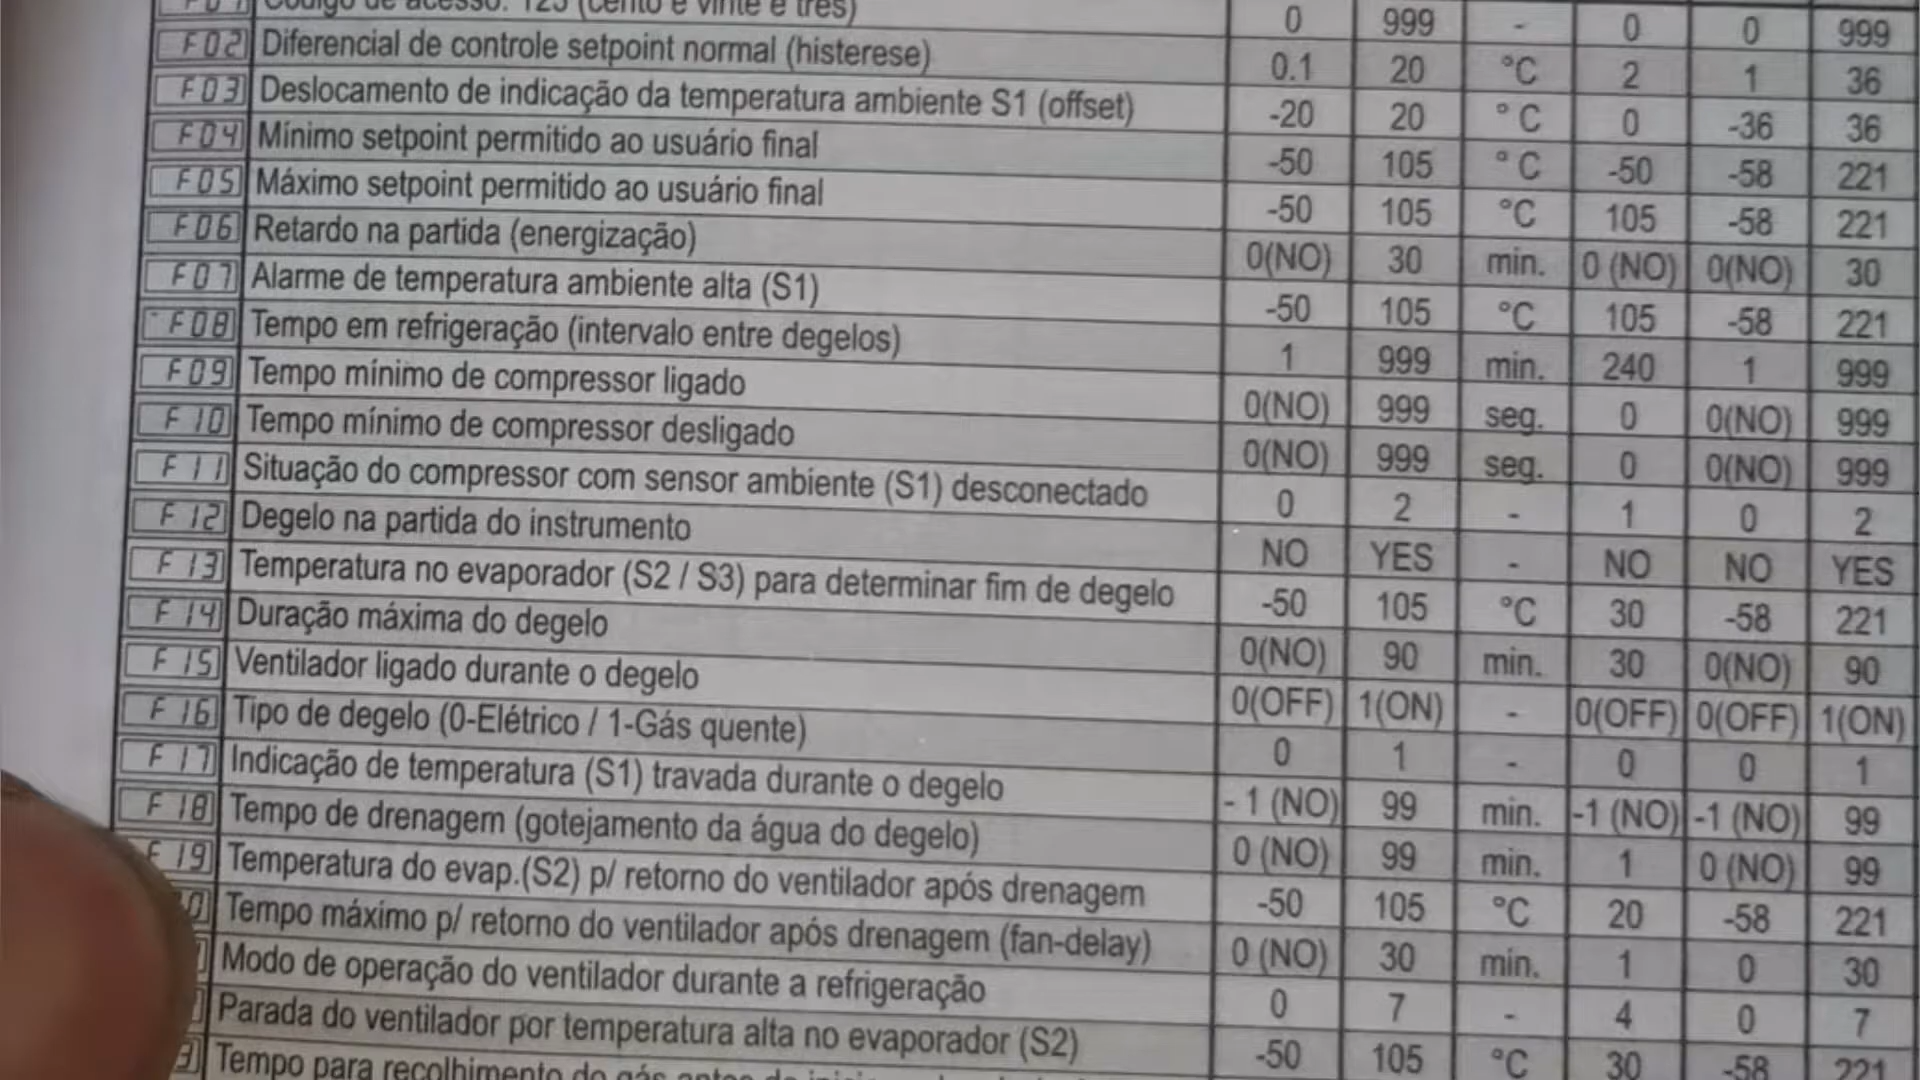 F01 Código de acesso: 123 (cento e vinte e três) 0 999 - 0 0 999
F02 Diferencial de controle setpoint normal (histerese) 0.1 20 °C 2 1 36
F03 Deslocamento de indicação da temperatura ambiente S1 (offset) -20 20 °C 0 -36 36
F04 Mínimo setpoint permitido ao usuário final -50 105 °C -50 -58 221
F05 Máximo setpoint permitido ao usuário final -50 105 °C 105 -58 221
F06 Retardo na partida (energização) 0(NO) 30 min. 0 (NO) 0(NO) 30
F07 Alarme de temperatura ambiente alta (S1) -50 105 °C 105 -58 221
F08 Tempo em refrigeração (intervalo entre degelos) 1 999 min. 240 1 999
F09 Tempo mínimo de compressor ligado 0(NO) 999 seg. 0 0(NO) 999
F10 Tempo mínimo de compressor desligado 0(NO) 999 seg. 0 0(NO) 999
F11 Situação do compressor com sensor ambiente (S1) desconectado 0 2 - 1 0 2
F12 Degelo na partida do instrumento NO YES - NO NO YES
F13 Temperatura no evaporador (S2 / S3) para determinar fim de degelo -50 105 °C 30 -58 221
F14 Duração máxima do degelo 0(NO) 90 min. 30 0(NO) 90
F15 Ventilador ligado durante o degelo 0(OFF) 1(ON) - 0(OFF) 0(OFF) 1(ON)
F16 Tipo de degelo (0-Elétrico / 1-Gás quente) 0 1 - 0 0 1
F17 Indicação de temperatura (S1) travada durante o degelo - 1 (NO) 99 min. -1 (NO) -1 (NO) 99
F18 Tempo de drenagem (gotejamento da água do degelo) 0 (NO) 99 min. 1 0 (NO) 99
F19 Temperatura do evap.(S2) p/ retorno do ventilador após drenagem -50 105 °C 20 -58 221
0 Tempo máximo p/ retorno do ventilador após drenagem (fan-delay) 0 (NO) 30 min. 1 0 30
Modo de operação do ventilador durante a refrigeração 0 7 - 4 0 7
Parada do ventilador por temperatura alta no evaporador (S2) -50 105 °C 30 -58 221
3 Tempo para recolhimento do gás antes de